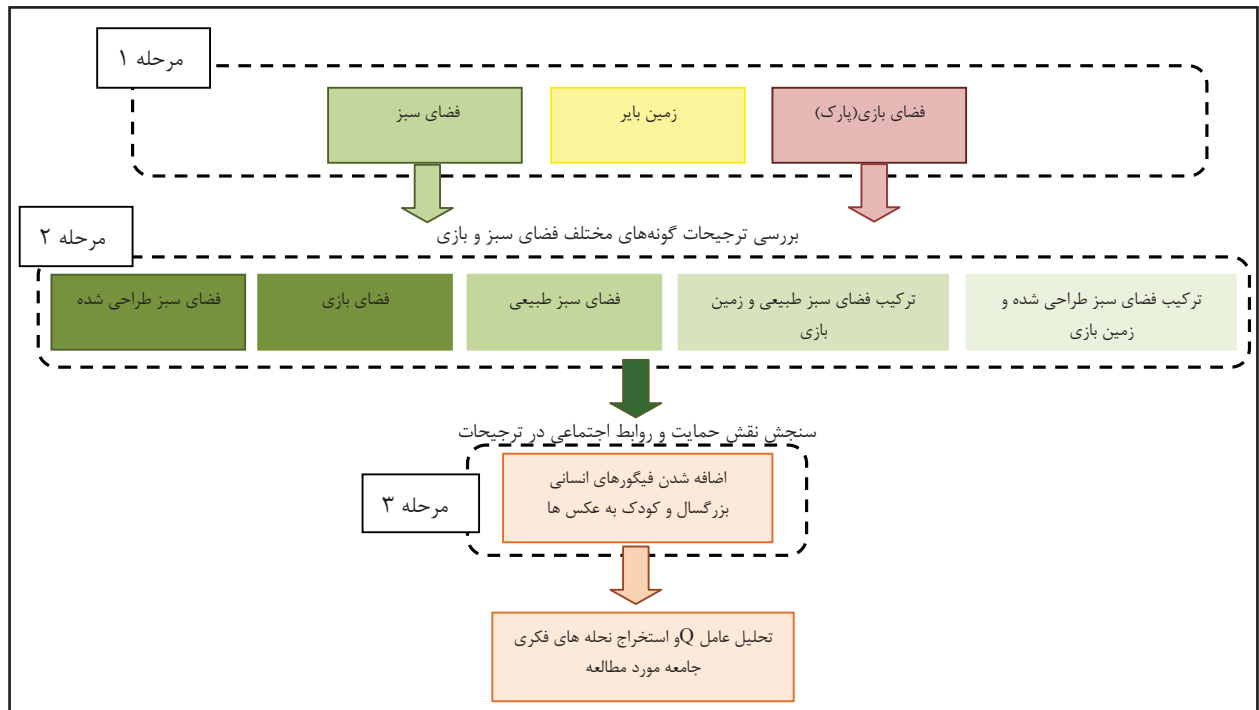 مرحله ۱
فضای بازی(پارک)
زمین بایر
فضای سبز
بررسی ترجیحات گونه‌های مختلف فضای سبز و بازی
مرحله ۲
ترکیب فضای سبز طراحی شده و
زمین بازی
ترکیب فضای سبز طبیعی و زمین
بازی
فضای سبز طبیعی
فضای بازی
فضای سبز طراحی شده
سنجش نقش حمایت و روابط اجتماعی در ترجیحات
مرحله ۳
اضافه شدن فیگورهای انسانی
بزرگسال و کودک به عکس ها
تحلیل عامل Qو استخراج نحله های فکری
جامعه مورد مطالعه